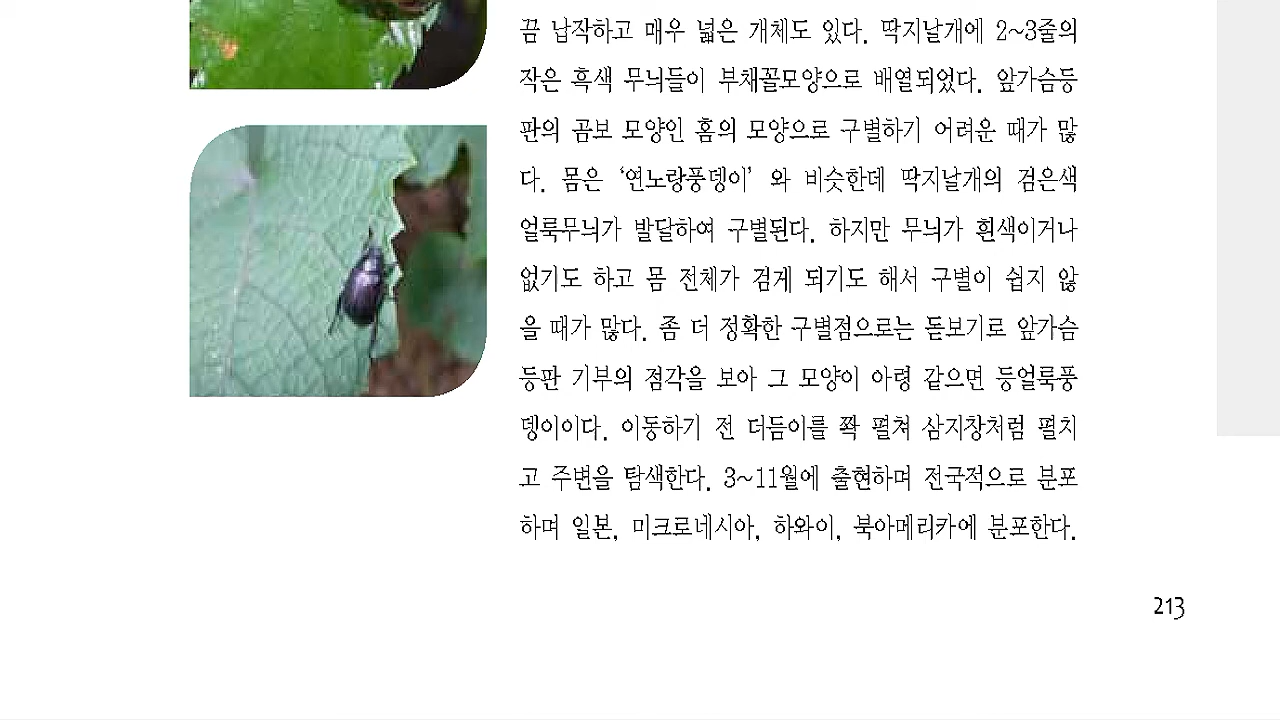 끔 납작하고 매우 넓은 개체도 있다. 딱지날개에 2~3줄의
작은 흑색 무늬들이 부채꼴모양으로 배열되었다. 앞가슴등
판의 곰보 모양인 홈의 모양으로 구별하기 어려운 때가 많
다. 몸은 ‘연노랑풍뎅이’ 와 비슷한데 딱지날개의 검은색
얼룩무늬가 발달하여 구별된다. 하지만 무늬가 흰색이거나
없기도 하고 몸 전체가 검게 되기도 해서 구별이 쉽지 않
을 때가 많다. 좀 더 정확한 구별점으로는 돋보기로 앞가슴
등판 기부의 점각을 보아 그 모양이 아령 같으면 등얼룩풍
뎅이이다. 이동하기 전 더듬이를 쫙 펼쳐 삼지창처럼 펼치
고 주변을 탐색한다. 3~11월에 출현하며 전국적으로 분포
하며 일본, 미크로네시아, 하와이, 북아메리카에 분포한다.
213